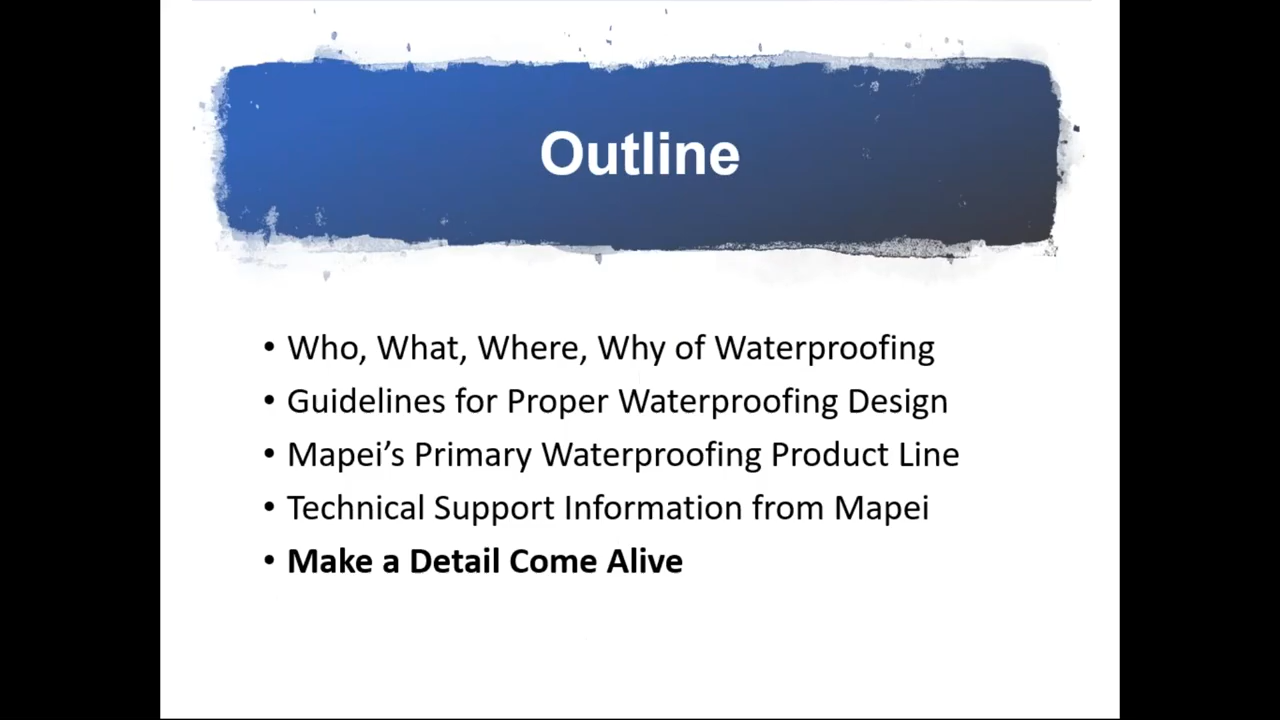 Outline
• Who, What, Where, Why of Waterproofing
• Guidelines for Proper Waterproofing Design
• Mapei’s Primary Waterproofing Product Line
• Technical Support Information from Mapei
• Make a Detail Come Alive